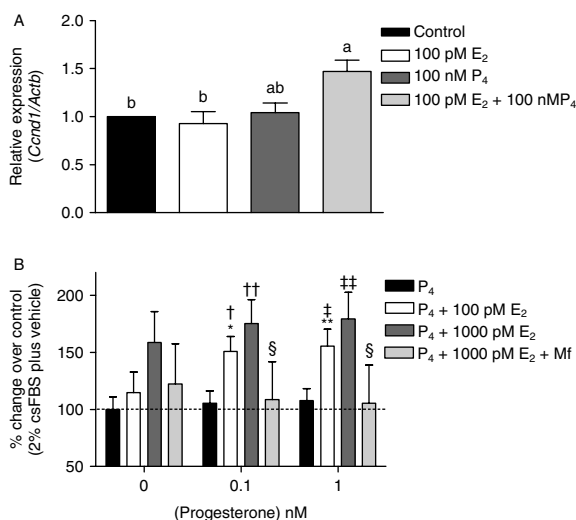 A
Relative expression
(Ccnd1/Actb)
2.0
1.5
1.0
0.5
0.0
b
b
ab
a
Control
100 pM E₂
100 nM P₄
100 pM E₂ + 100 nMP₄
B
% change over control
(2% csFBS plus vehicle)
200
150
100
50
†
*
††
§
‡
**
‡‡
§
P₄
P₄ + 100 pM E₂
P₄ + 1000 pM E₂
P₄ + 1000 pM E₂ + Mf
0
0.1
1
(Progesterone) nM